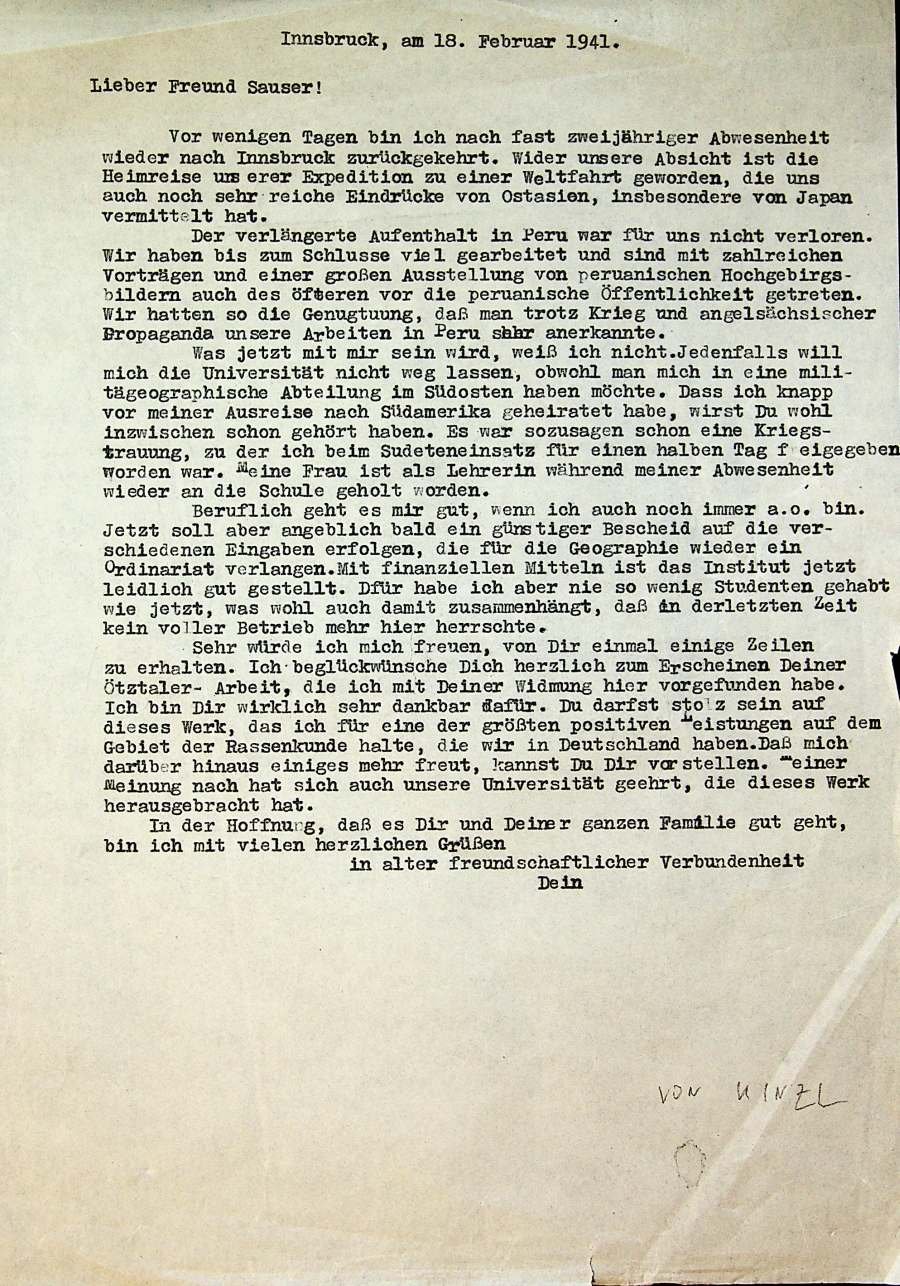 Innsbruck, am 18. Februar 1941.
Lieber Freund Sauser!
Vor wenigen Tagen bin ich nach fast zweijähriger Abwesenheit
wieder nach Innsbruck zurückgekehrt. Wider unsere Absicht ist die
Heimreise uns erer Expedition zu einer Weltfahrt geworden, die uns
auch noch sehr reiche Eindrücke von Ostasien, insbesondere von Japan
vermittelt hat.
Der verlängerte Aufenthalt in Peru war für uns nicht verloren.
Wir haben bis zum Schlusse viel gearbeitet und sind mit zahlreichen
Vorträgen und einer großen Ausstellung von peruanischen Hochgebirgs-
bildern auch des öfteren vor die peruanische Öffentlichkeit getreten.
Wir hatten so die Genugtuung, daß man trotz Krieg und angelsächsischer
Propaganda unsere Arbeiten in Peru sehr anerkannte.
Was jetzt mit mir sein wird, weiß ich nicht.Jedenfalls will
mich die Universität nicht weg lassen, obwohl man mich in eine mili-
tägeographische Abteilung im Südosten haben möchte. Dass ich knapp
vor meiner Ausreise nach Südamerika geheiratet habe, wirst Du wohl
inzwischen schon gehört haben. Es war sozusagen schon eine Kriegs-
trauung, zu der ich beim Sudeteneinsatz für einen halben Tag f eigegeben
worden war. Meine Frau ist als Lehrerin während meiner Abwesenheit
wieder an die Schule geholt worden.
Beruflich geht es mir gut, wenn ich auch noch immer a.o. bin.
Jetzt soll aber angeblich bald ein günstiger Bescheid auf die ver-
schiedenen Eingaben erfolgen, die für die Geographie wieder ein
Ordinariat verlangen.Mit finanziellen Mitteln ist das Institut jetzt
leidlich gut gestellt. Dfür habe ich aber nie so wenig Studenten gehabt
wie jetzt, was wohl auch damit zusammenhängt, daß in derletzten Zeit
kein voller Betrieb mehr hier herrschte.
Sehr würde ich mich freuen, von Dir einmal einige Zeilen
zu erhalten. Ich beglückwünsche Dich herzlich zum Erscheinen Deiner
Ötztaler- Arbeit, die ich mit Deiner Widmung hier vorgefunden habe.
Ich bin Dir wirklich sehr dankbar dafür. Du darfst stolz sein auf
dieses Werk, das ich für eine der größten positiven Leistungen auf dem
Gebiet der Rassenkunde halte, die wir in Deutschland haben.Daß mich
darüber hinaus einiges mehr freut, kannst Du Dir vorstellen. Meiner
Meinung nach hat sich auch unsere Universität geehrt, die dieses Werk
herausgebracht hat.
In der Hoffnung, daß es Dir und Deiner ganzen Familie gut geht,
bin ich mit vielen herzlichen Grüßen
in alter freundschaftlicher Verbundenheit
Dein
VON KINZL